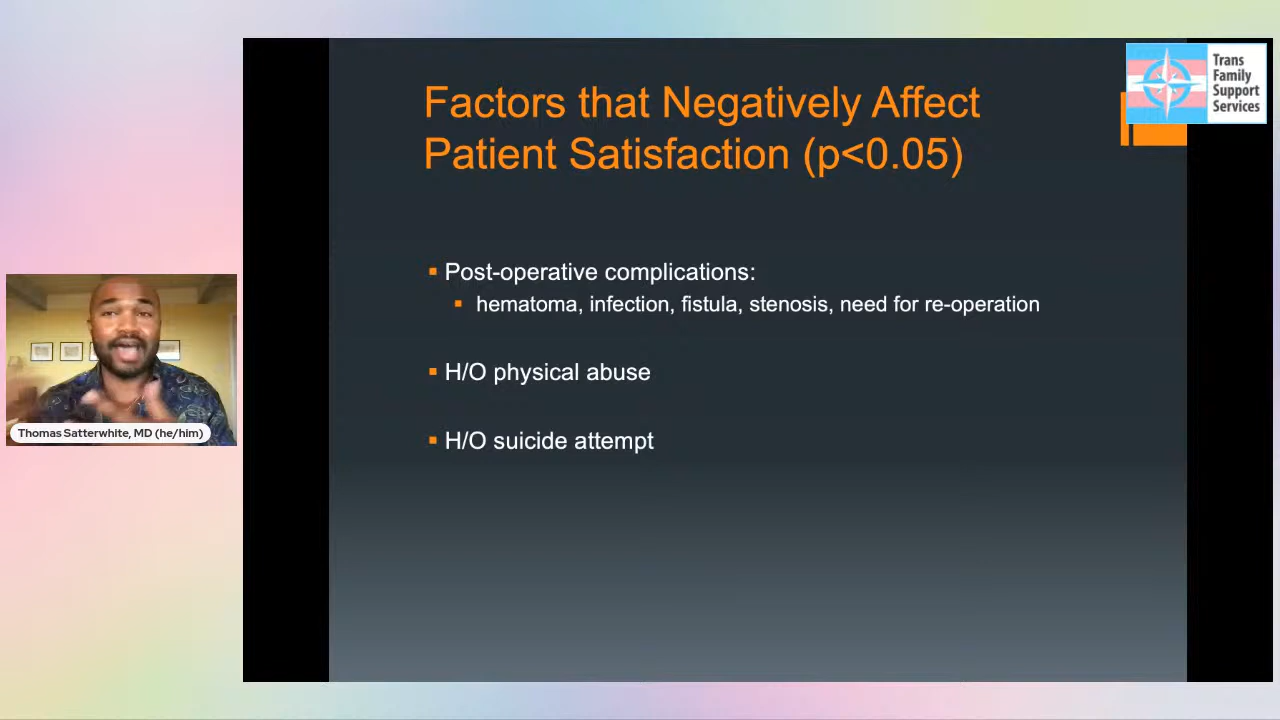 Factors that Negatively Affect
Patient Satisfaction (p<0.05)
Post-operative complications:
hematoma, infection, fistula, stenosis, need for re-operation
H/O physical abuse
H/O suicide attempt
Thomas Satterwhite, MD (he/him)
Trans
Family
Support
Services